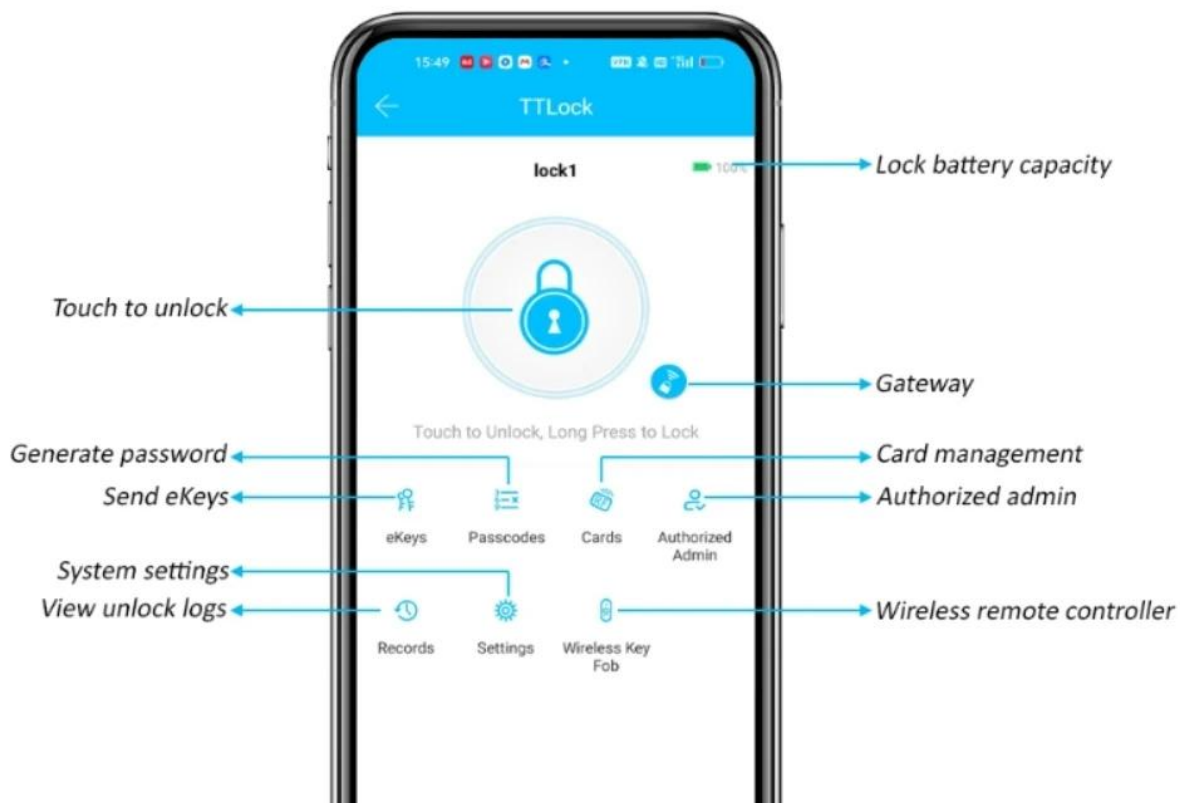 15:49
TTLock
lock1
100%
Lock battery capacity
Touch to unlock
Gateway
Touch to Unlock, Long Press to Lock
Generate password
Card management
Send eKeys
Authorized admin
eKeys
Passcodes
Cards
Authorized
Admin
System settings
View unlock logs
Wireless remote controller
Records
Settings
Wireless Key
Fob